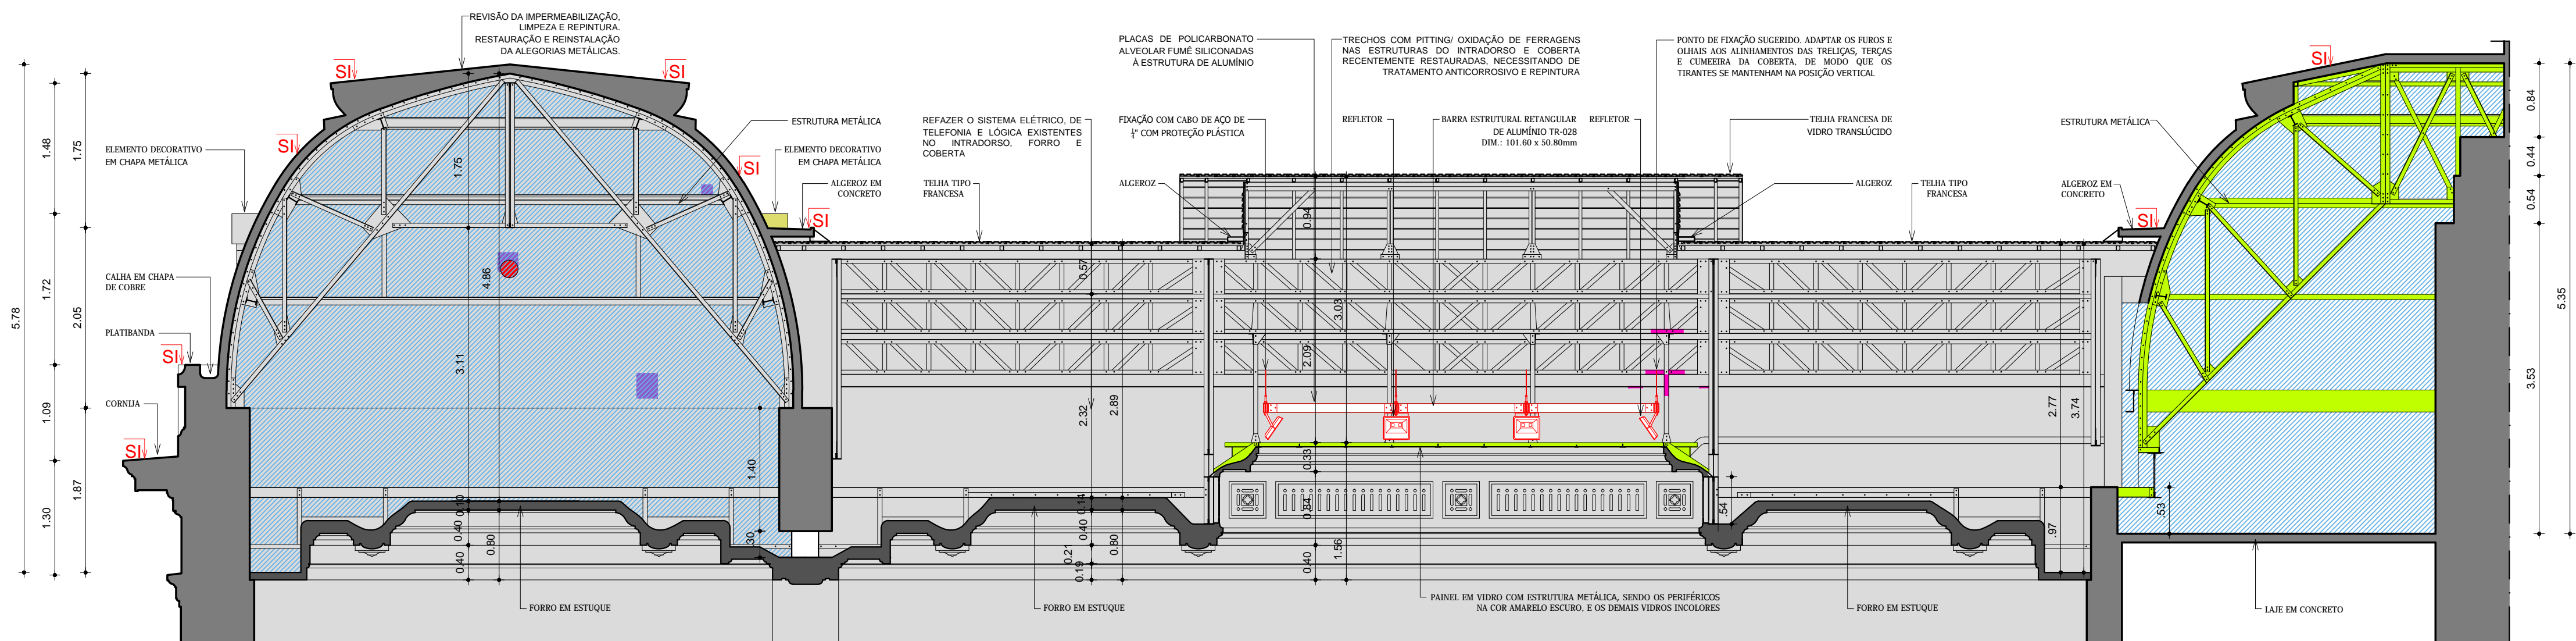 REVISÃO DA IMPERMEABILIZAÇÃO,
LIMPEZA E REPINTURA.
RESTAURAÇÃO E REINSTALAÇÃO
DA ALEGORIAS METÁLICAS.
PLACAS DE POLICARBONATO
ALVEOLAR FUMÊ SILICONADAS
À ESTRUTURA DE ALUMÍNIO
TRECHOS COM PITTING/ OXIDAÇÃO DE FERRAGENS
NAS ESTRUTURAS DO INTRADORSO E COBERTA
RECENTEMENTE RESTAURADAS, NECESSITANDO DE
TRATAMENTO ANTICORROSIVO E REPINTURA
PONTO DE FIXAÇÃO SUGERIDO. ADAPTAR OS FUROS E
OLHAIS AOS ALINHAMENTOS DAS TRELIÇAS, TERÇAS
E CUMEEIRA DA COBERTA. DE MODO QUE OS
TIRANTES SE MANTENHAM NA POSIÇÃO VERTICAL
SI
SI
SI
ELEMENTO DECORATIVO
EM CHAPA METÁLICA
SI
ESTRUTURA METÁLICA
ELEMENTO DECORATIVO
EM CHAPA METÁLICA
SI
ALGEROZ EM
CONCRETO
SI
REFAZER O SISTEMA ELÉTRICO, DE
TELEFONIA E LÓGICA EXISTENTES
NO INTRADORSO, FORRO E
COBERTA
TELHA TIPO
FRANCESA
FIXAÇÃO COM CABO DE AÇO DE
¼" COM PROTEÇÃO PLÁSTICA
ALGEROZ
REFLETOR
BARRA ESTRUTURAL RETANGULAR
DE ALUMÍNIO TR-028
DIM.: 101.60 x 50.80mm
REFLETOR
TELHA FRANCESA DE
VIDRO TRANSLÚCIDO
ALGEROZ
TELHA TIPO
FRANCESA
ESTRUTURA METÁLICA
ALGEROZ EM
CONCRETO
SI
CALHA EM CHAPA
DE COBRE
PLATIBANDA
SI
CORNIJA
SI
5.78
1.48
1.72
1.09
1.30
1.75
2.05
1.87
1.75
3.11
0.10
0.40
0.40
4.86
0.80
1.40
.30
0.57
2.32
0.14
0.40
0.21
0.19
2.89
0.80
0.94
2.09
0.33
0.84
0.40
3.03
1.56
.54
2.77
.97
3.74
.53
0.84
0.44
0.54
3.53
5.35
FORRO EM ESTUQUE
FORRO EM ESTUQUE
PAINEL EM VIDRO COM ESTRUTURA METÁLICA, SENDO OS PERIFÉRICOS
NA COR AMARELO ESCURO, E OS DEMAIS VIDROS INCOLORES
FORRO EM ESTUQUE
LAJE EM CONCRETO